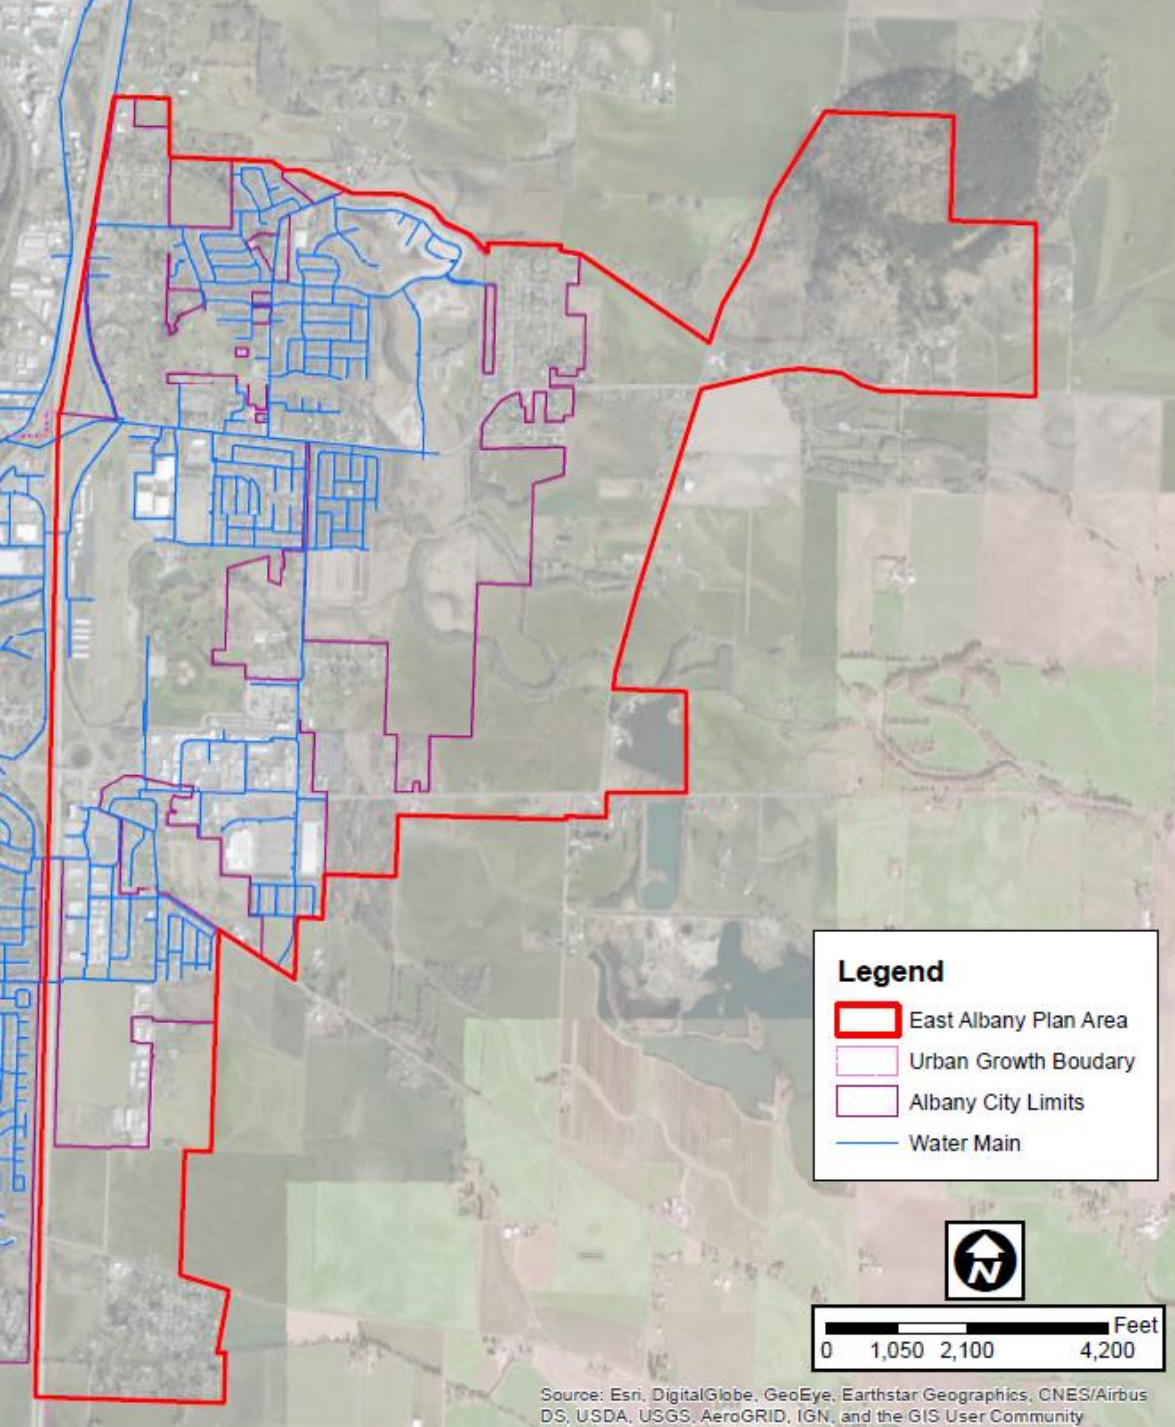 Legend
East Albany Plan Area
Urban Growth Boudary
Albany City Limits
Water Main
N
Feet
0 1,050 2,100 4,200
Source: Esri, DigitalGlobe, GeoEye, Earthstar Geographics, CNES/Airbus
DS, USDA, USGS, AeroGRID, IGN, and the GIS User Community